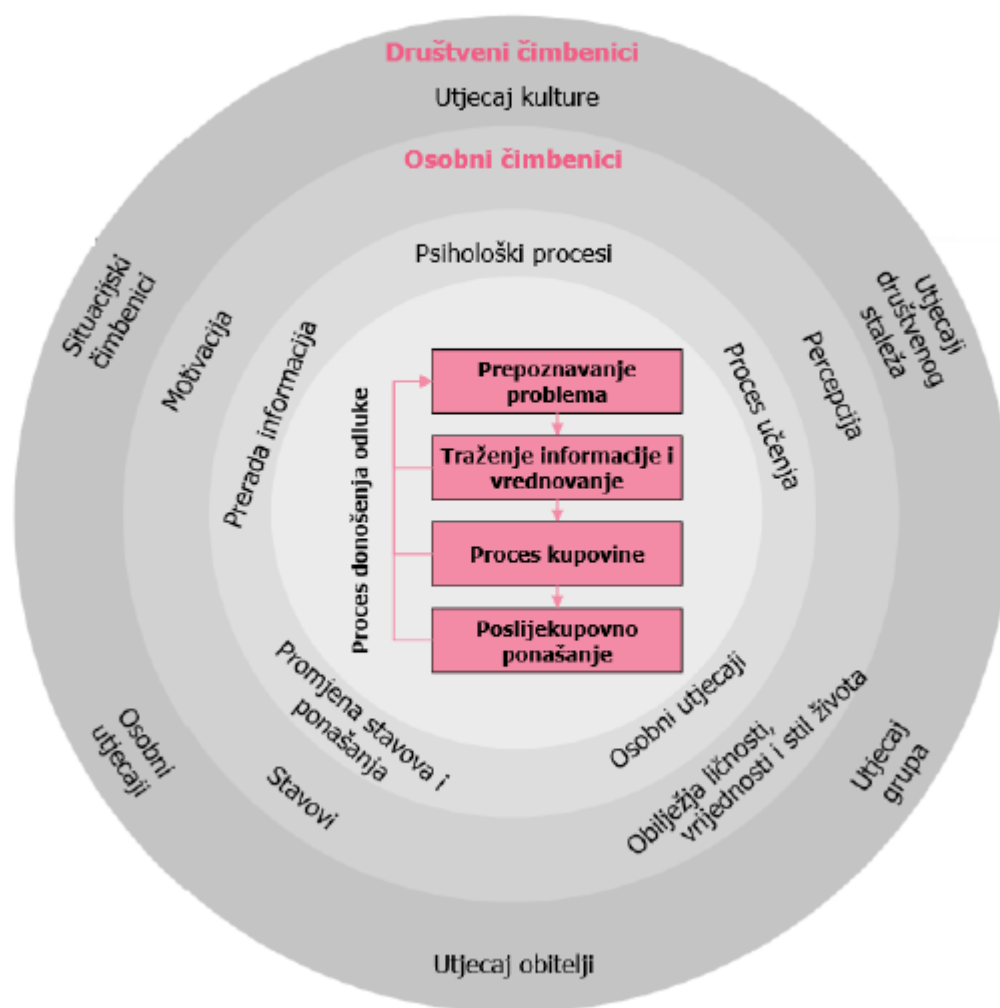 Društveni čimbenici
Utjecaj kulture
Osobni čimbenici
Psihološki procesi
Situacijski
čimbenici
Motivacija
Prerada informacija
Proces učenja
Percepcija
Utjecaji
društvenog
staleža
Proces donošenja odluke
Prepoznavanje
problema
Traženje informacije i
vrednovanje
Proces kupovine
Poslijekupovno
ponašanje
Osobni
utjecaji
Stavovi
Promjena stavova i
ponašanja
Osobni utjecaji
Obilježja ličnosti,
vrijednosti i stil života
Utjecaj
grupa
Utjecaj obitelji